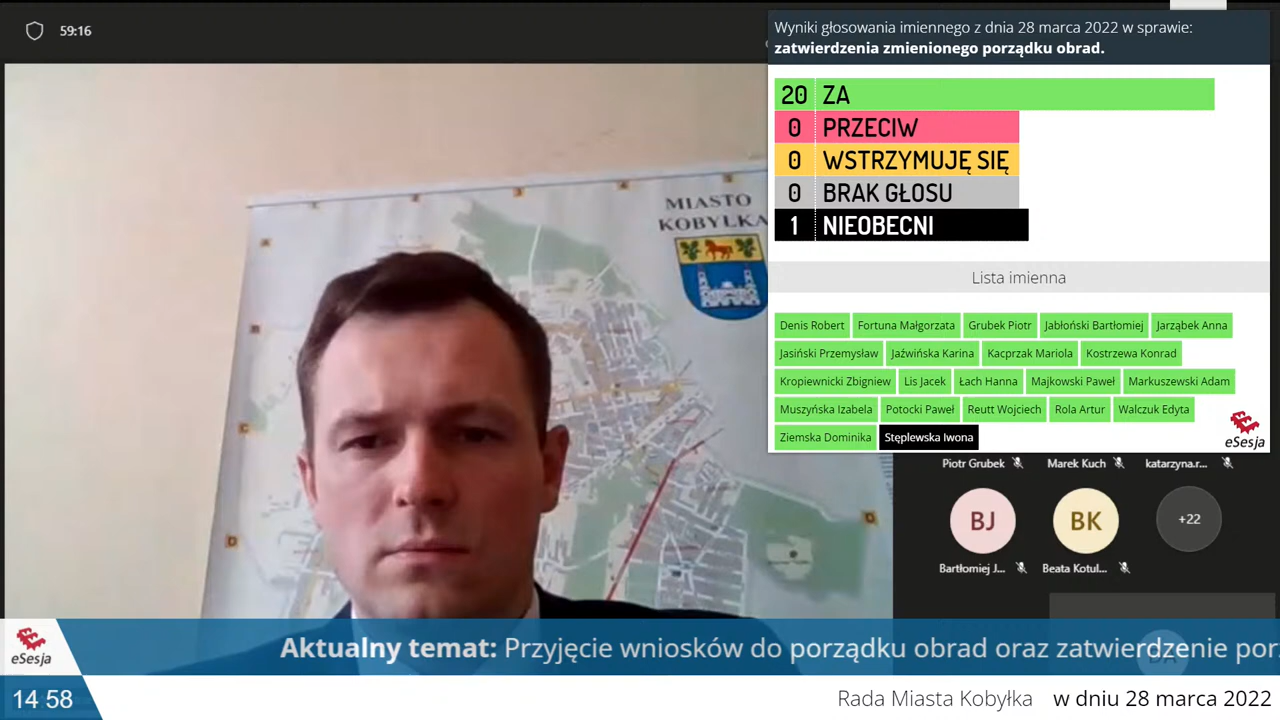 59:16
Wyniki głosowania imiennego z dnia 28 marca 2022 w sprawie:
zatwierdzenia zmienionego porządku obrad.
20 ZA
0 PRZECIW
0 WSTRZYMUJĘ SIĘ
0 BRAK GŁOSU
1 NIEOBECNI
Lista imienna
Denis Robert Fortuna Małgorzata Grubek Piotr Jabłoński Bartłomiej Jarząbek Anna
Jasiński Przemysław Jaźwińska Karina Kacprzak Mariola Kostrzewa Konrad
Kropiewnicki Zbigniew Lis Jacek Łach Hanna Majkowski Paweł Markuszewski Adam
Muszyńska Izabela Potocki Paweł Reutt Wojciech Rola Artur Walczuk Edyta
Ziemska Dominika Stęplewska Iwona
eSesja
MIASTO
KOBYŁKA
Piotr Grubek Marek Kuch katarzyna.r...
BJ BK +22
Bartłomiej J... Beata Kotul...
eSesja
Aktualny temat: Przyjęcie wniosków do porządku obrad oraz zatwierdzenie por
14 58
Rada Miasta Kobyłka w dniu 28 marca 2022